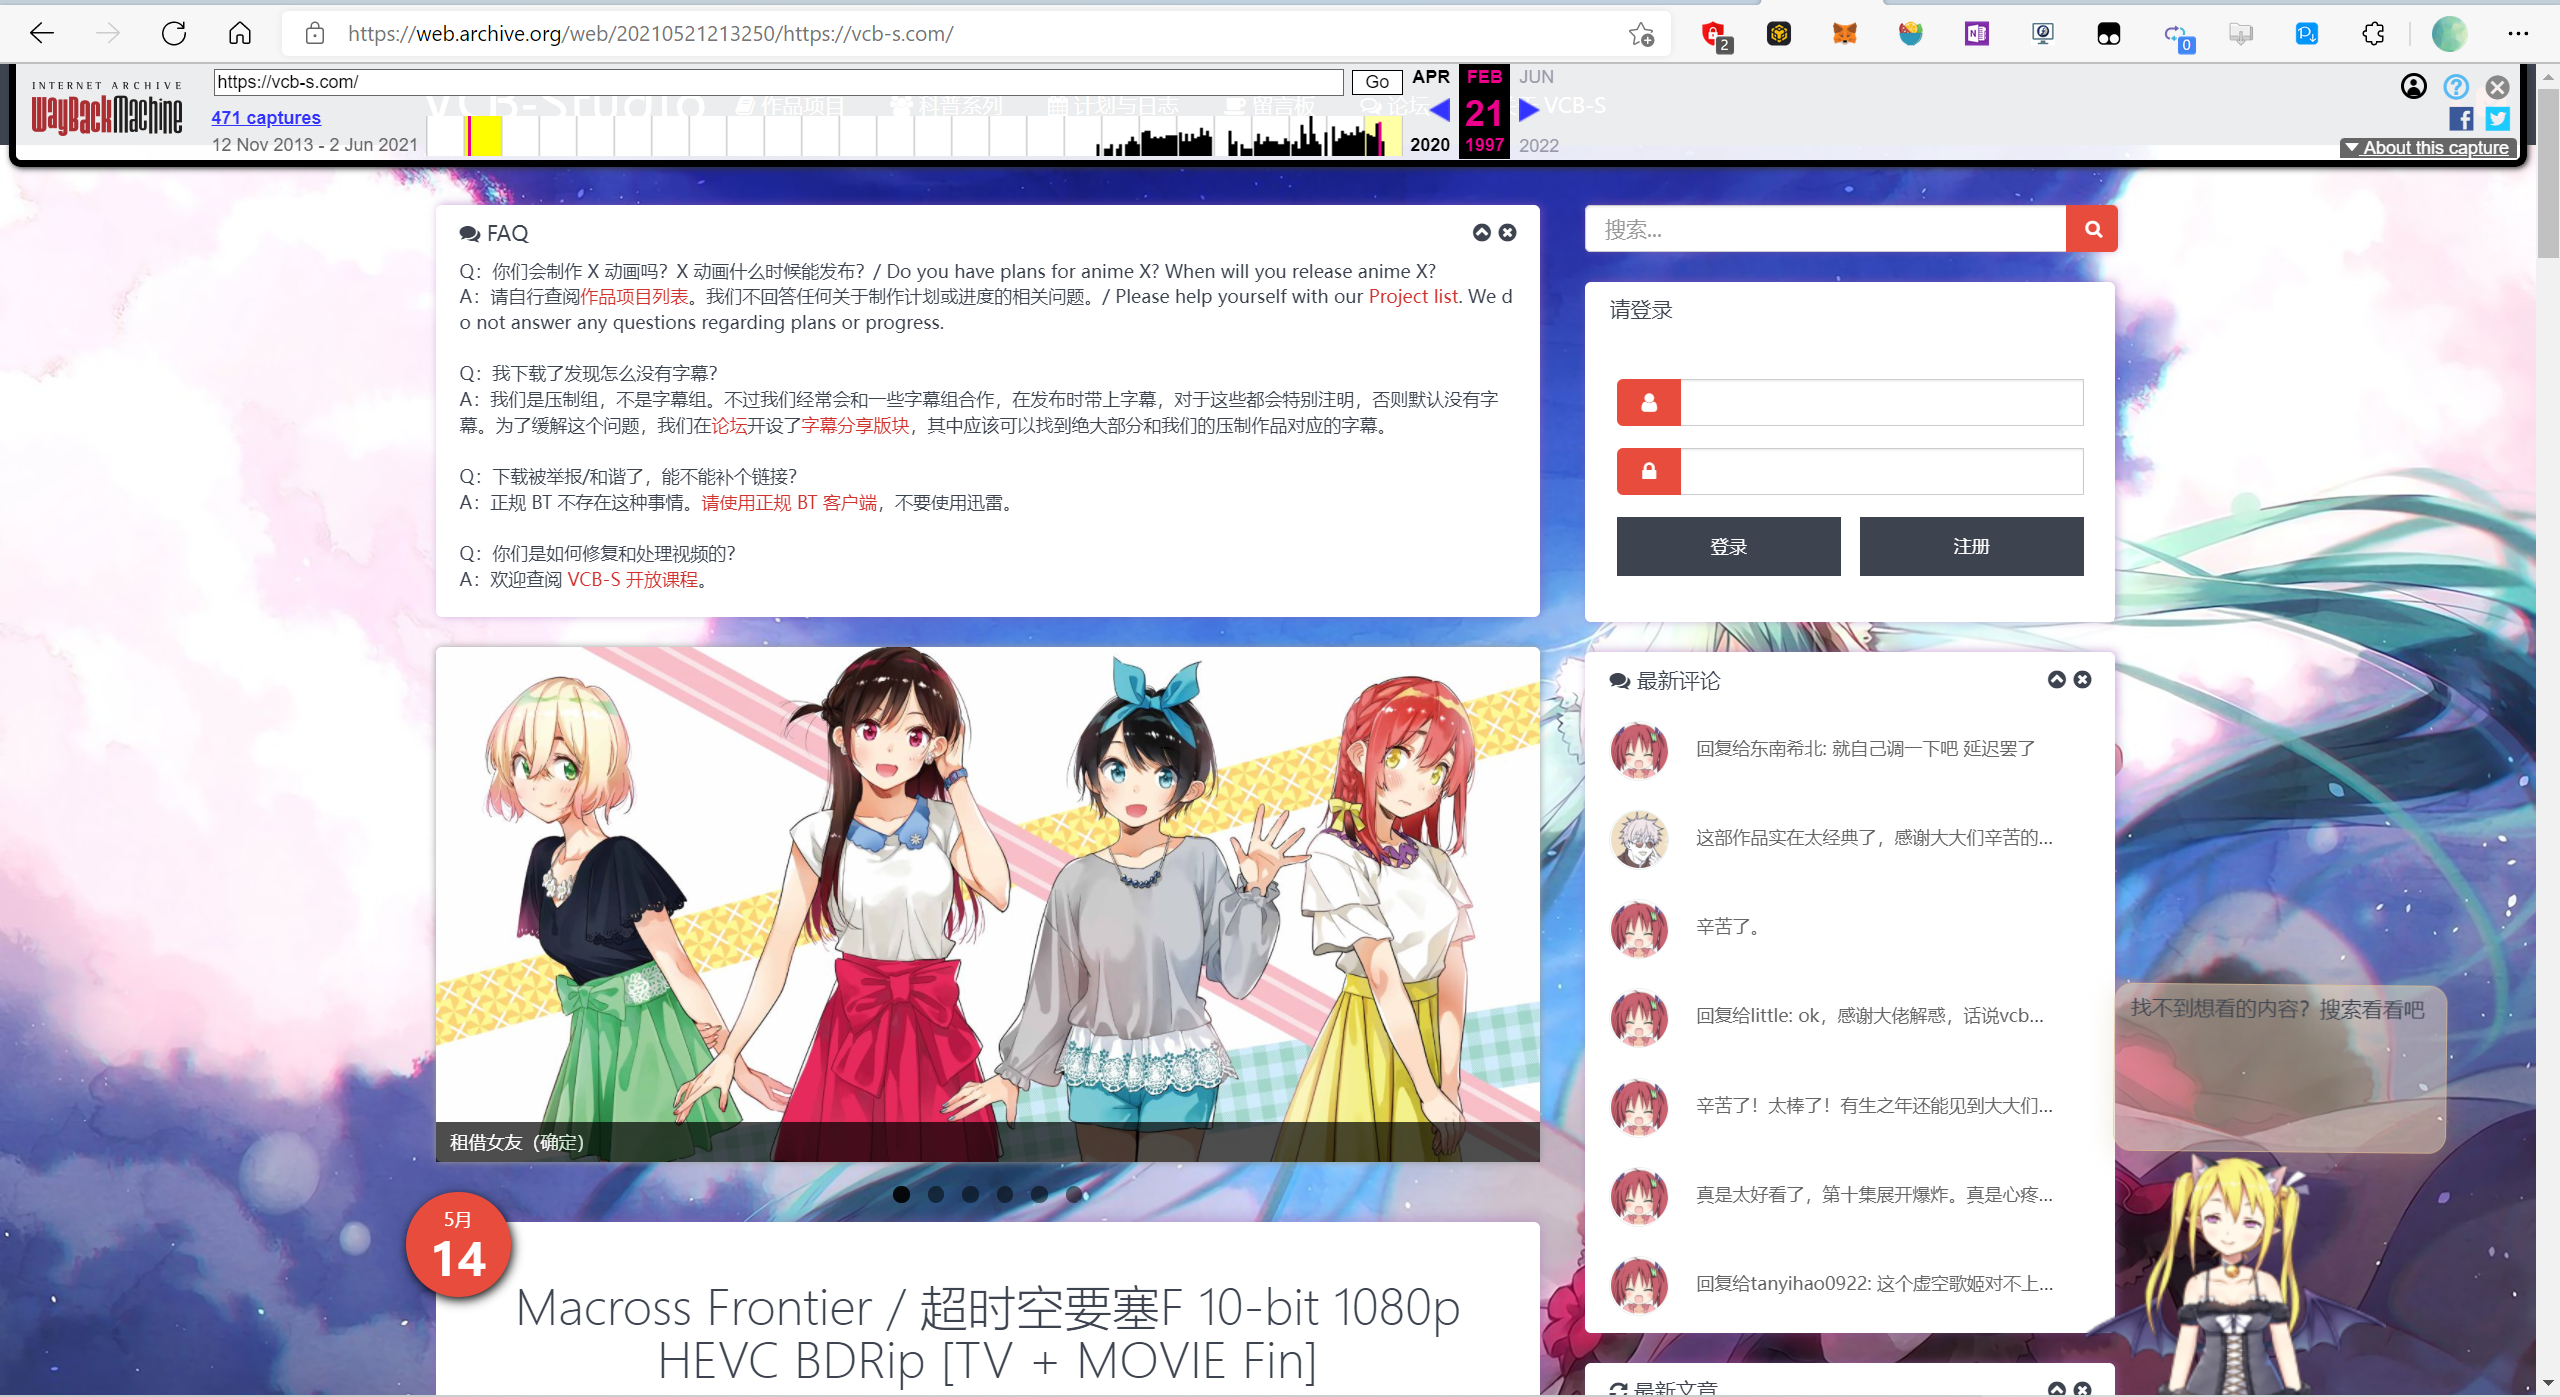 https://web.archive.org/web/20210521213250/https://vcb-s.com/
2
0
INTERNET ARCHIVE
WayBackMachine
https://vcb-s.com/
Go
471 captures
12 Nov 2013 - 2 Jun 2021
APR
FEB
JUN
21
2020
1997
2022
About this capture
VCB-Studio
作品项目
科普系列
计划与日志
留言板
论坛
VCB-S
FAQ
Q：你们会制作 X 动画吗？X 动画什么时候能发布？/ Do you have plans for anime X? When will you release anime X?
A：请自行查阅作品项目列表。我们不回答任何关于制作计划或进度的相关问题。/ Please help yourself with our Project list. We d
o not answer any questions regarding plans or progress.
Q：我下载了发现怎么没有字幕？
A：我们是压制组，不是字幕组。不过我们经常会和一些字幕组合作，在发布时带上字幕，对于这些都会特别注明，否则默认没有字
幕。为了缓解这个问题，我们在论坛开设了字幕分享版块，其中应该可以找到绝大部分和我们的压制作品对应的字幕。
Q：下载被举报/和谐了，能不能补个链接？
A：正规 BT 不存在这种事情。请使用正规 BT 客户端，不要使用迅雷。
Q：你们是如何修复和处理视频的？
A：欢迎查阅 VCB-S 开放课程。
租借女友（确定）
5月
14
Macross Frontier / 超时空要塞F 10-bit 1080p
HEVC BDRip [TV + MOVIE Fin]
搜索...
请登录
登录
注册
最新评论
回复给东南希北: 就自己调一下吧 延迟罢了
这部作品实在太经典了，感谢大大们辛苦的...
辛苦了。
回复给little: ok，感谢大佬解惑，话说vcb...
辛苦了！太棒了！有生之年还能见到大大们...
真是太好看了，第十集展开爆炸。真是心疼...
回复给tanyihao0922: 这个虚空歌姬对不上...
最新文章
找不到想看的内容？搜索看看吧